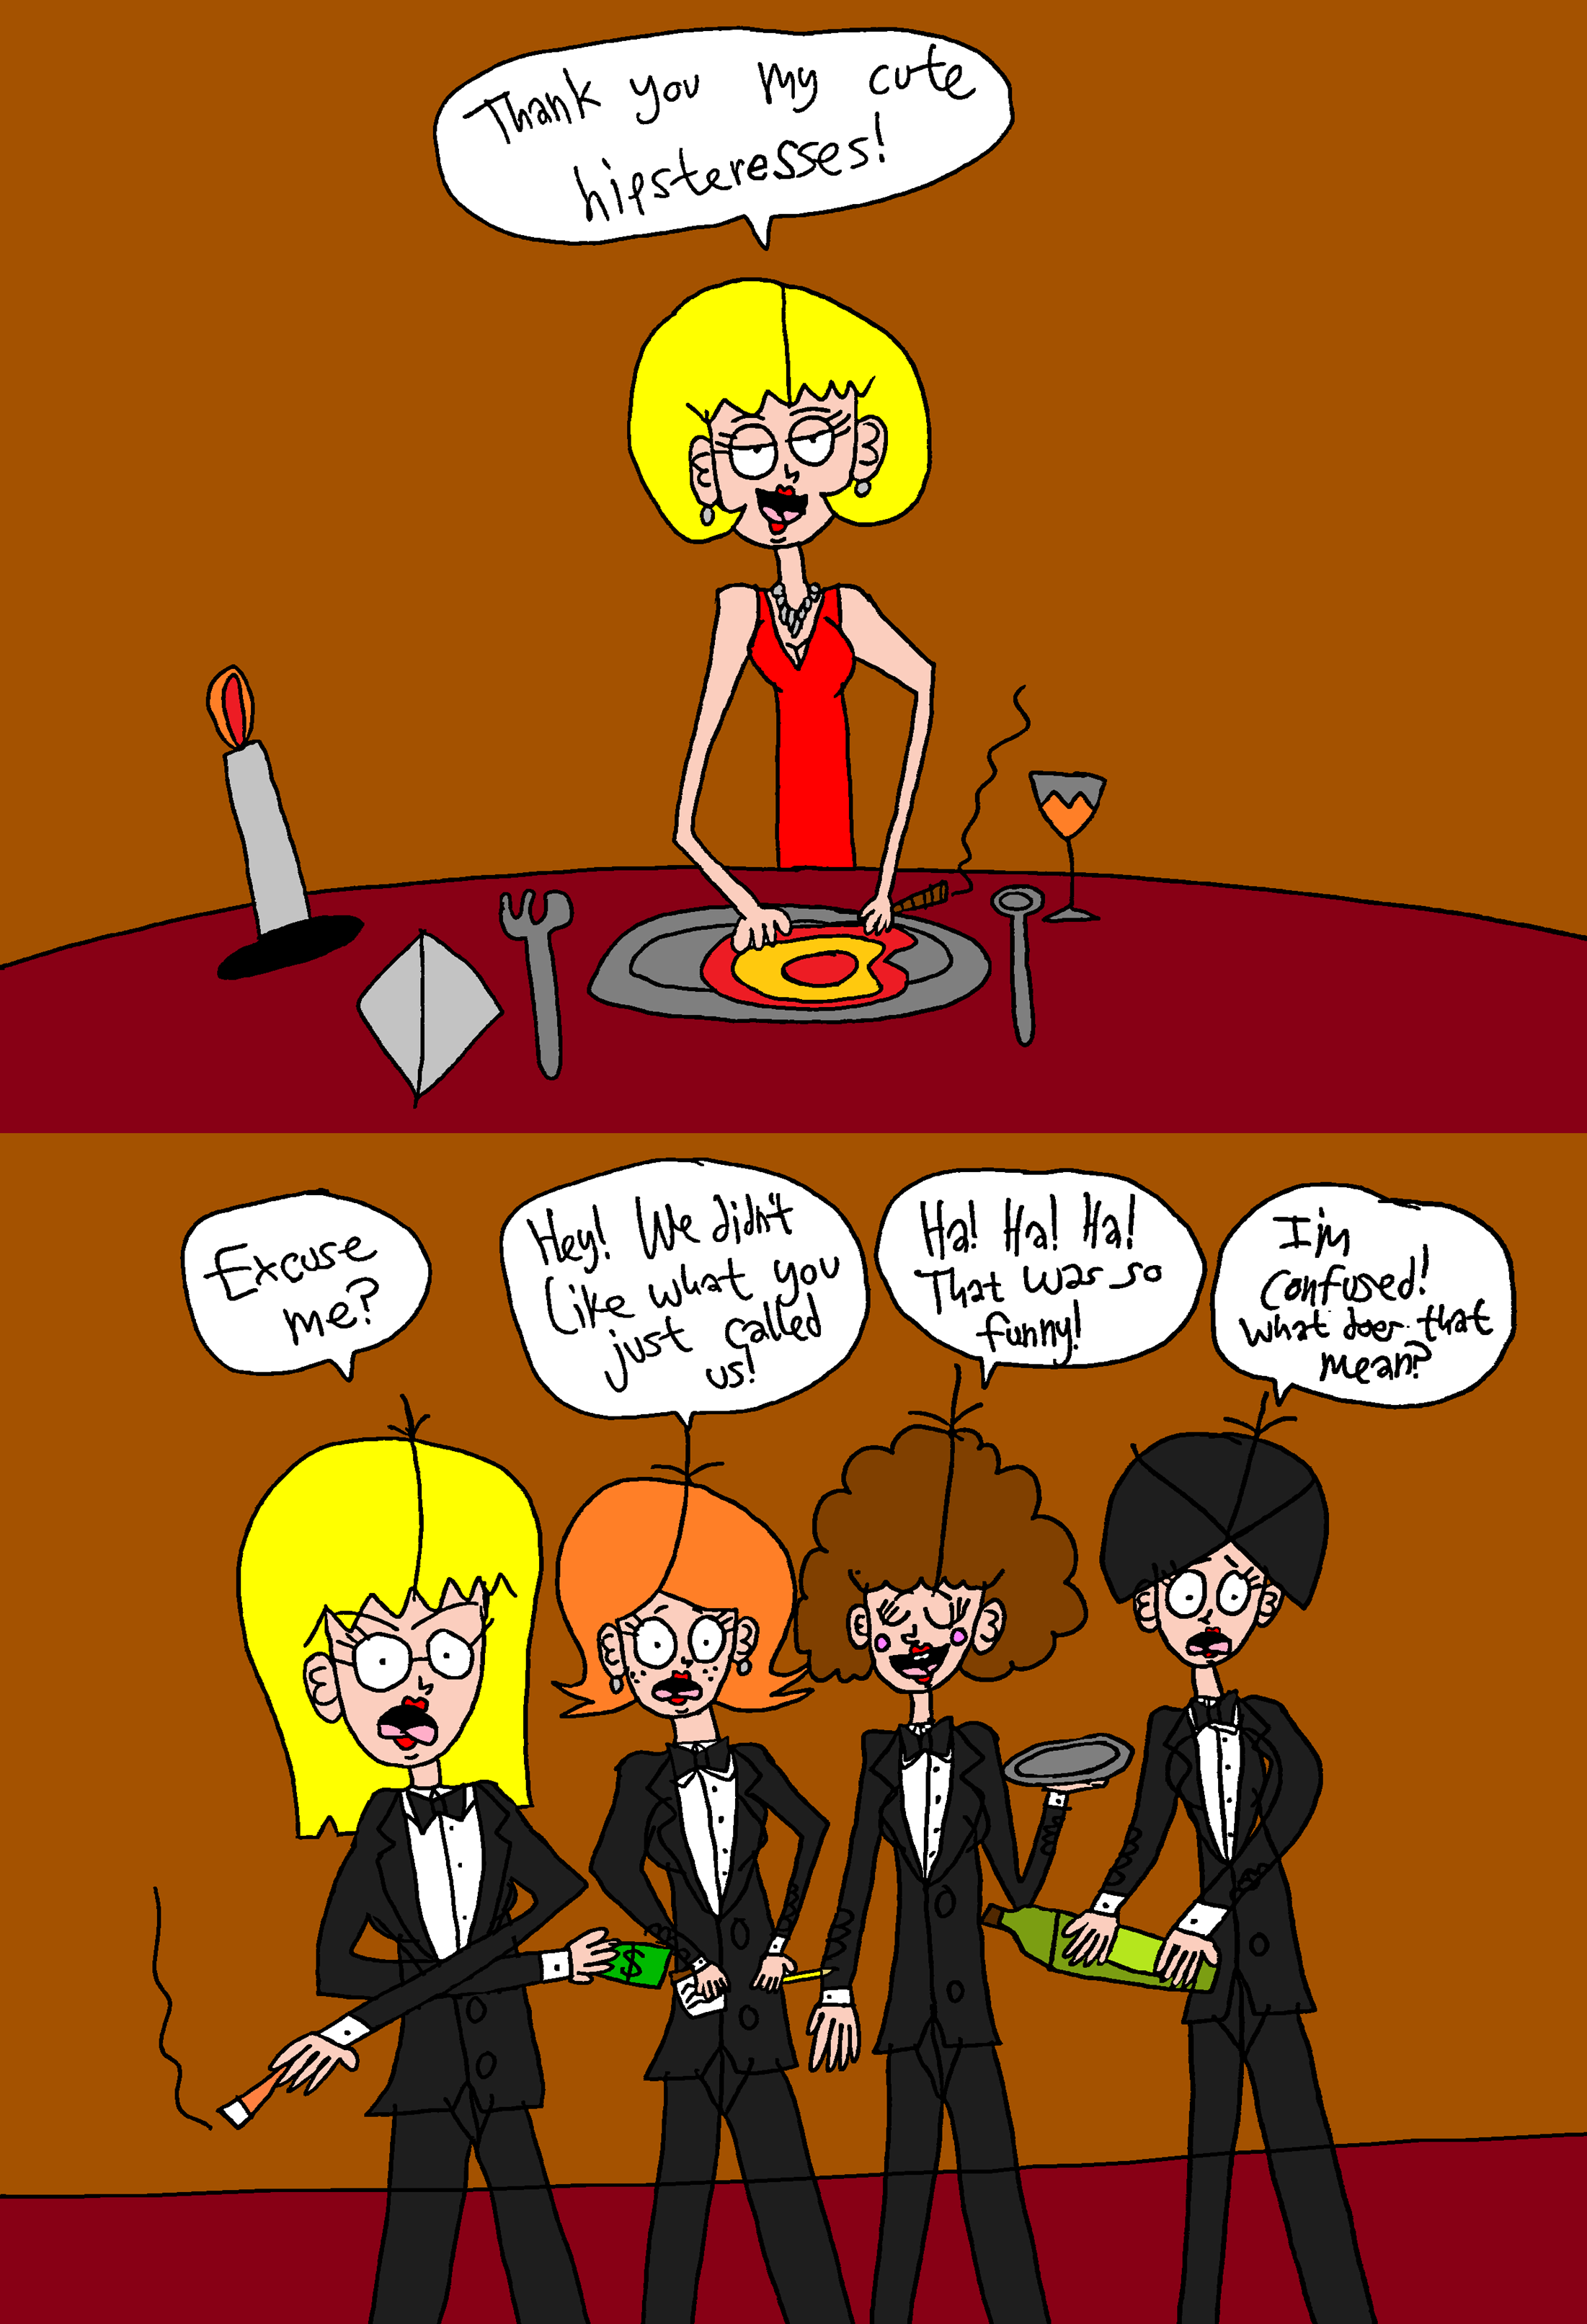 Thank you my cute
hipsteresses!
Excuse
me?
Hey! We didn't
like what you
just called
us!
Ha! Ha! Ha!
That was so
funny!
I'm
confused!
what does that
mean?
$